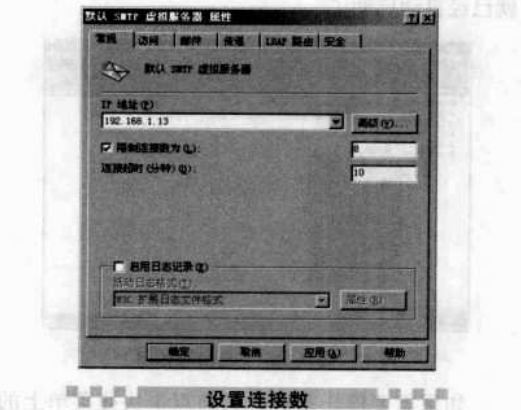 默认 SMTP 虚拟服务器 属性
常规 访问 邮件 传递 LDAP 路由 安全
默认 SMTP 虚拟服务器
IP 地址(P):
192.168.1.13
高级(V)...
限制连接数为(L):
8
连接超时(分钟)(O):
10
启用日志记录(E)
活动日志格式(C):
W3C 扩展日志文件格式
属性(R)
确定 取消 应用(A) 帮助
设置连接数